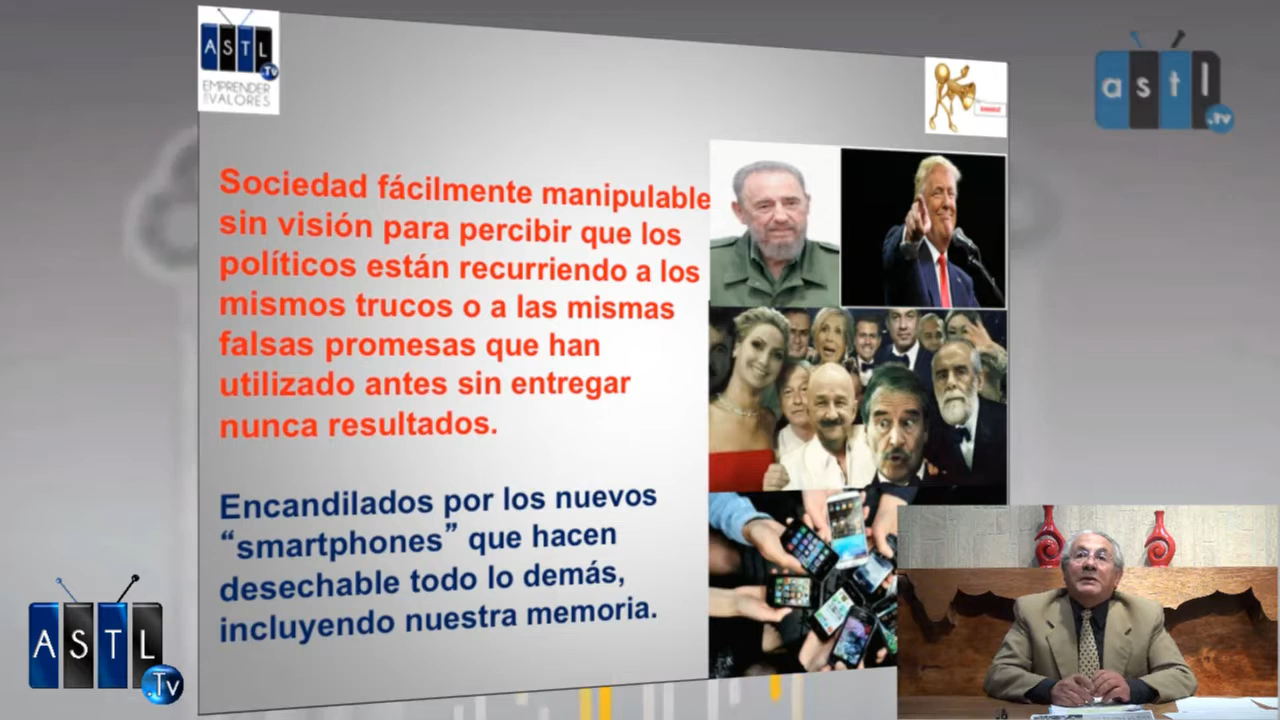 ASTL
.Tv
EMPRENDER
CON VALORES
astl
.tv
Sociedad fácilmente manipulable
sin visión para percibir que los
políticos están recurriendo a los
mismos trucos o a las mismas
falsas promesas que han
utilizado antes sin entregar
nunca resultados.
Encandilados por los nuevos
“smartphones” que hacen
desechable todo lo demás,
incluyendo nuestra memoria.
ASTL
.Tv